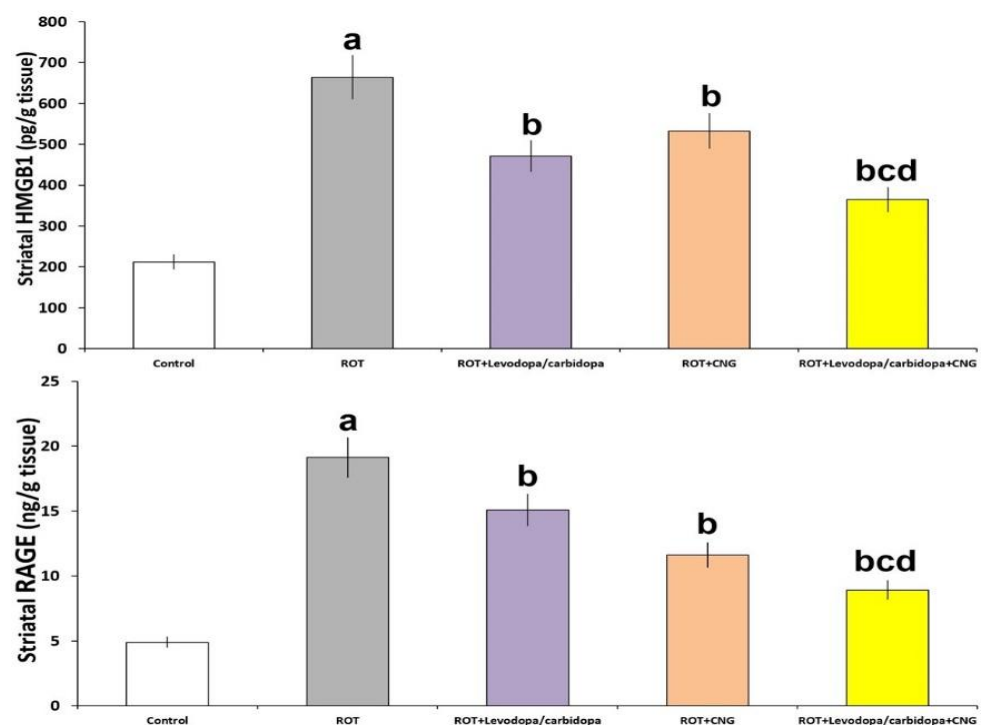 800
700
600
500
400
300
200
100
0
Striatal HMGB1 (pg/g tissue)
a
b
b
bcd
Control
ROT
ROT+Levodopa/carbidopa
ROT+CNG
ROT+Levodopa/carbidopa+CNG
25
20
15
10
5
0
Striatal RAGE (ng/g tissue)
a
b
b
bcd
Control
ROT
ROT+Levodopa/carbidopa
ROT+CNG
ROT+Levodopa/carbidopa+CNG